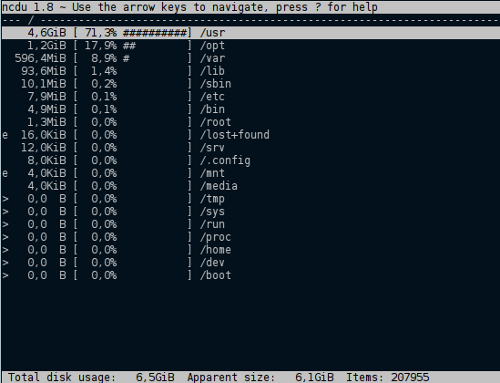 ncdu 1.8 ~ Use the arrow keys to navigate, press ? for help
--- /
4,6GiB [ 71,3% ##########] /usr
1,2GiB [ 17,9% ##        ] /opt
596,4MiB [  8,9% #         ] /var
93,6MiB [  1,4%           ] /lib
10,1MiB [  0,2%           ] /sbin
7,9MiB [  0,1%           ] /etc
4,9MiB [  0,1%           ] /bin
1,3MiB [  0,0%           ] /root
e 16,0KiB [  0,0%           ] /lost+found
12,0KiB [  0,0%           ] /srv
8,0KiB [  0,0%           ] /.config
e 4,0KiB [  0,0%           ] /mnt
4,0KiB [  0,0%           ] /media
> 0,0  B [  0,0%           ] /tmp
> 0,0  B [  0,0%           ] /sys
> 0,0  B [  0,0%           ] /run
> 0,0  B [  0,0%           ] /proc
> 0,0  B [  0,0%           ] /home
> 0,0  B [  0,0%           ] /dev
> 0,0  B [  0,0%           ] /boot
Total disk usage:   6,5GiB  Apparent size:   6,1GiB  Items: 207955